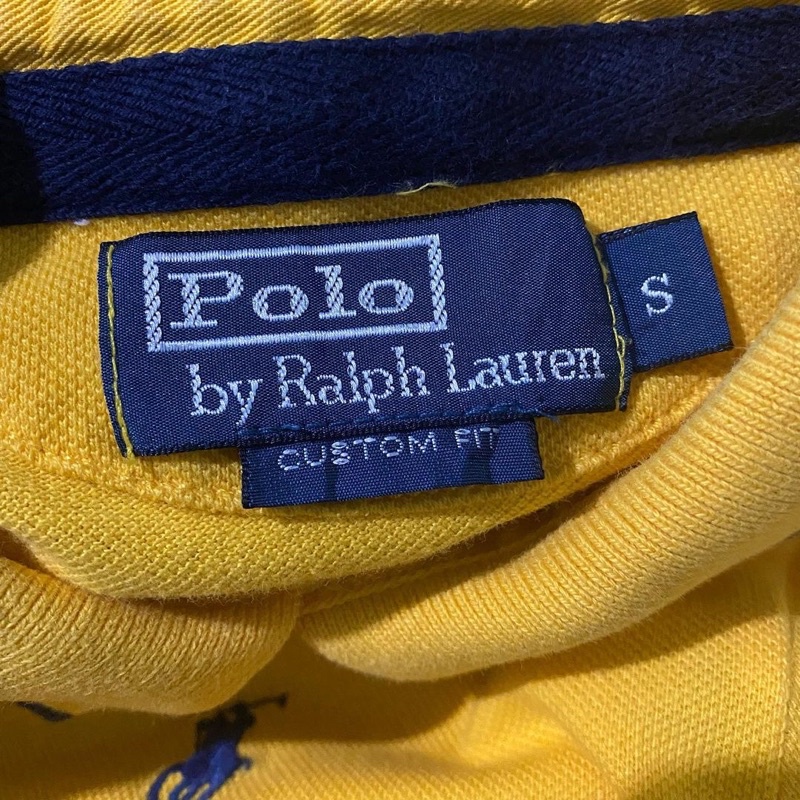 Polo
by Ralph Lauren
S
CUSTOM FIT